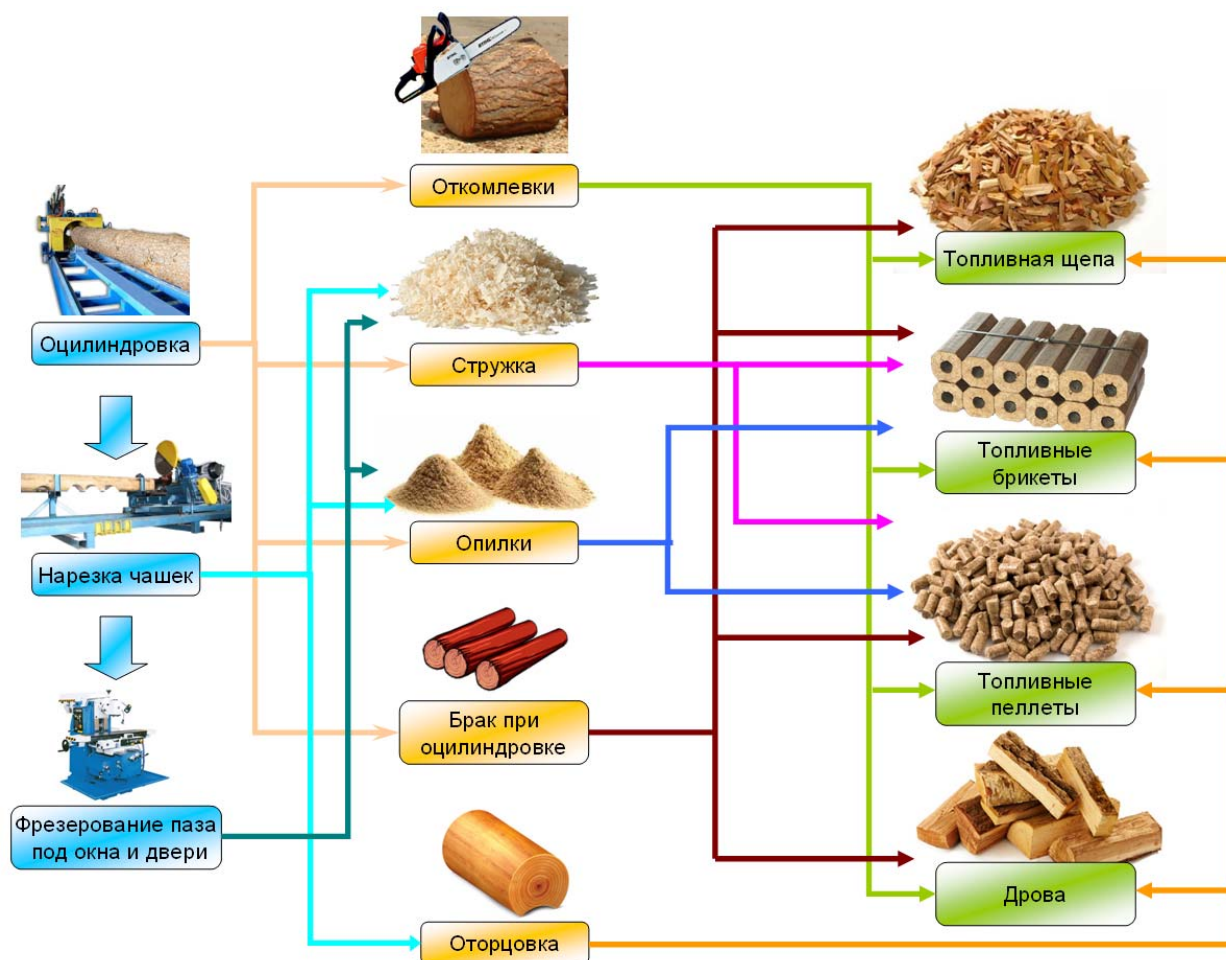 Откомлевки
Топливная щепа
Оцилиндровка
Стружка
Топливные
брикеты
Опилки
Нарезка чашек
Топливные
пеллеты
Брак при
оцилиндровке
Фрезерование паза
под окна и двери
Дрова
Оторцовка